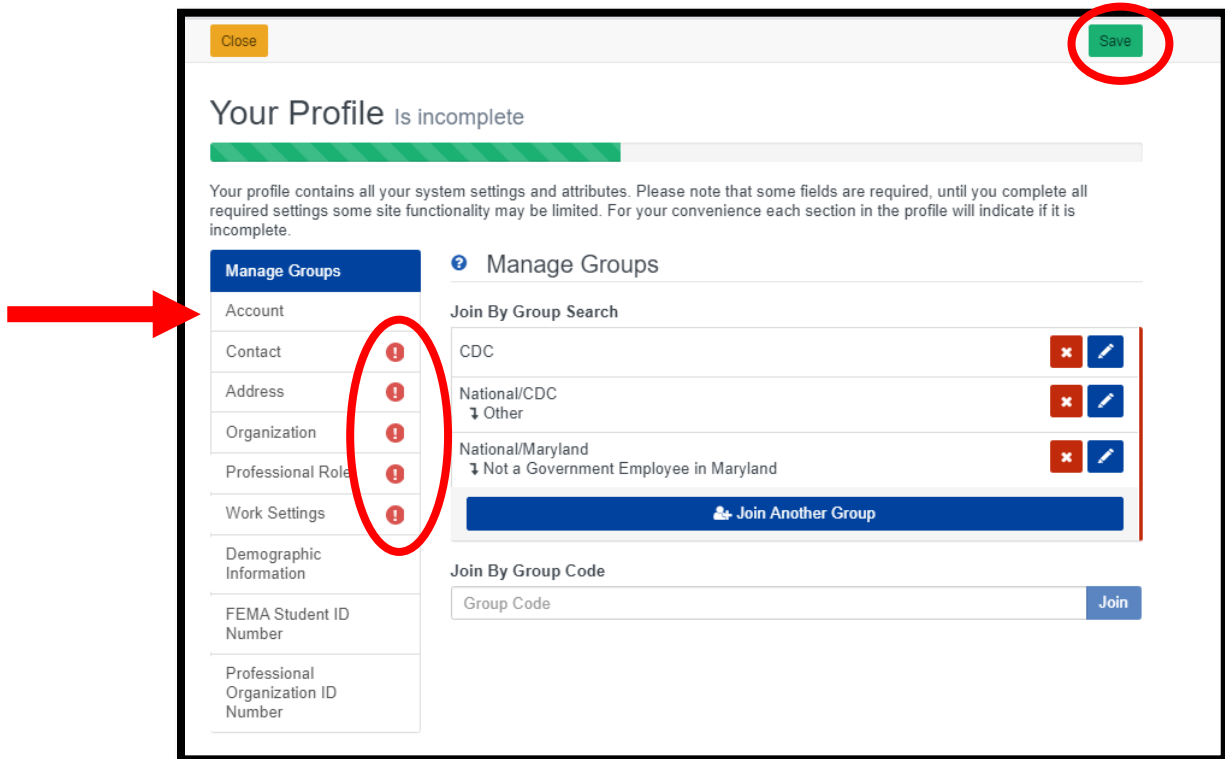 Close
Save
Your Profile Is incomplete
Your profile contains all your system settings and attributes. Please note that some fields are required, until you complete all
required settings some site functionality may be limited. For your convenience each section in the profile will indicate if it is
incomplete.
Manage Groups
Account
Contact
Address
Organization
Professional Role
Work Settings
Demographic
Information
FEMA Student ID
Number
Professional
Organization ID
Number
Manage Groups
Join By Group Search
CDC
National/CDC
Other
National/Maryland
Not a Government Employee in Maryland
Join Another Group
Join By Group Code
Group Code
Join